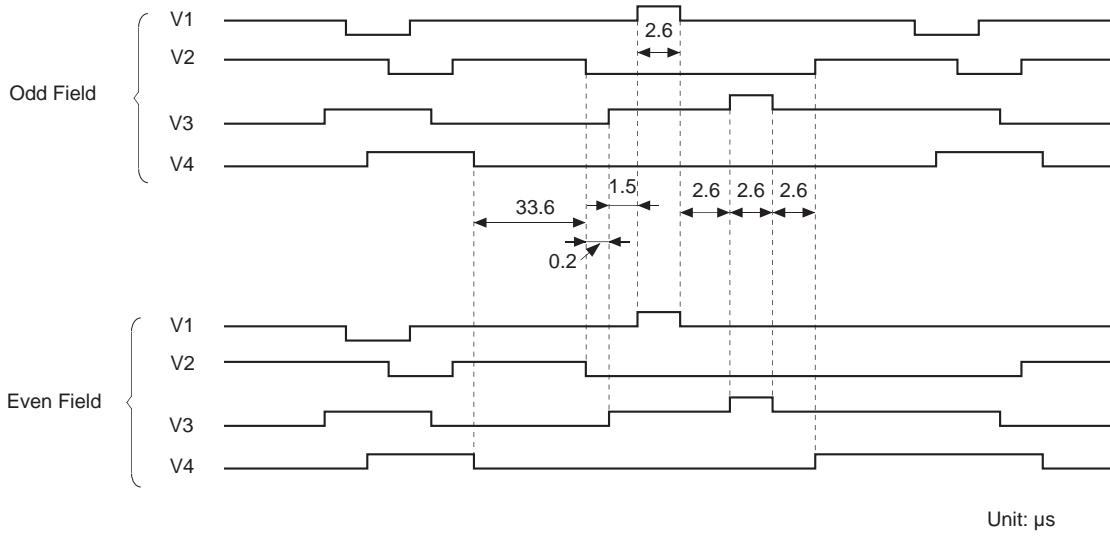 V1
2.6
V2
Odd Field
V3
V4
1.5
33.6
2.6 2.6 2.6
0.2
V1
V2
Even Field
V3
V4
Unit: µs